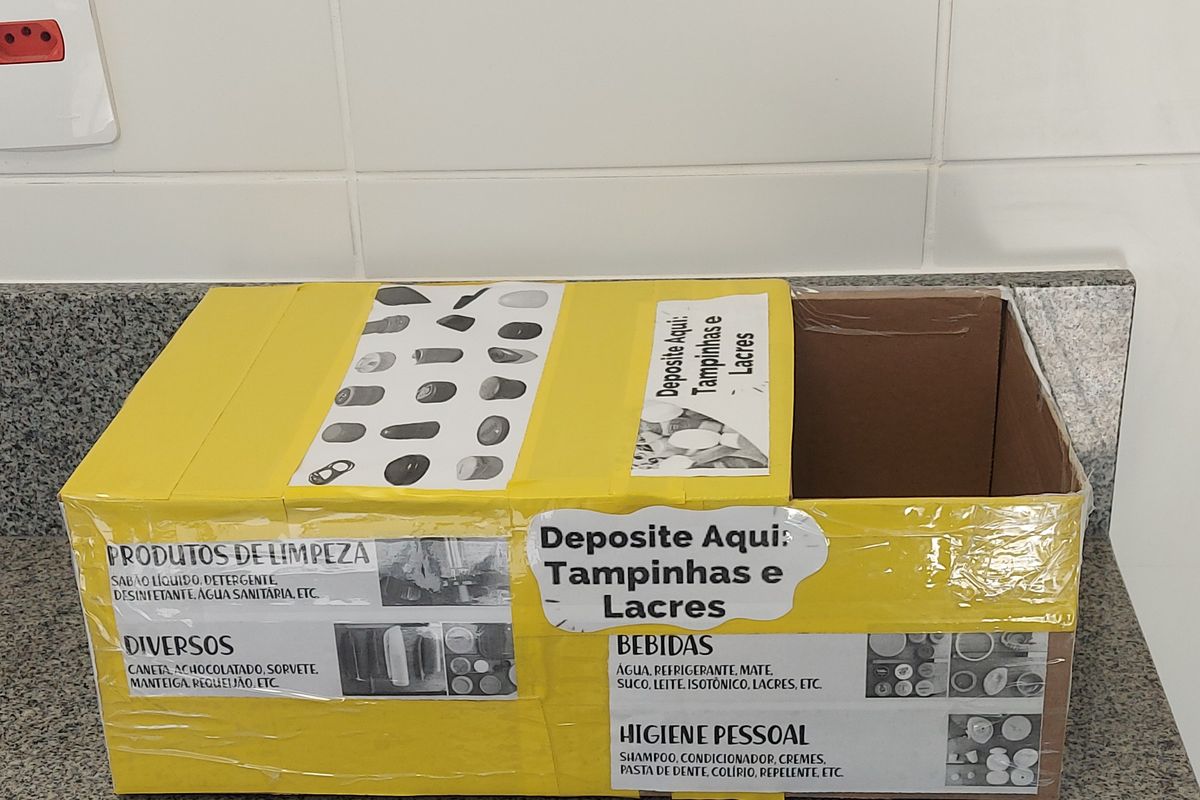 Deposite Aqui:
Tampinhas e
Lacres
PRODUTOS DE LIMPEZA
SABÃO LÍQUIDO, DETERGENTE,
DESINFETANTE, ÁGUA SANITÁRIA, ETC.
DIVERSOS
CANETA, ACHOCOLATADO, SORVETE,
MANTEIGA, REQUEIJÃO, ETC.
Deposite Aqui:
Tampinhas e
Lacres
BEBIDAS
ÁGUA, REFRIGERANTE, MATE,
SUCO, LEITE, ISOTÔNICO, LACRES, ETC.
HIGIENE PESSOAL
SHAMPOO, CONDICIONADOR, CREMES,
PASTA DE DENTE, COLÍRIO, REPELENTE, ETC.